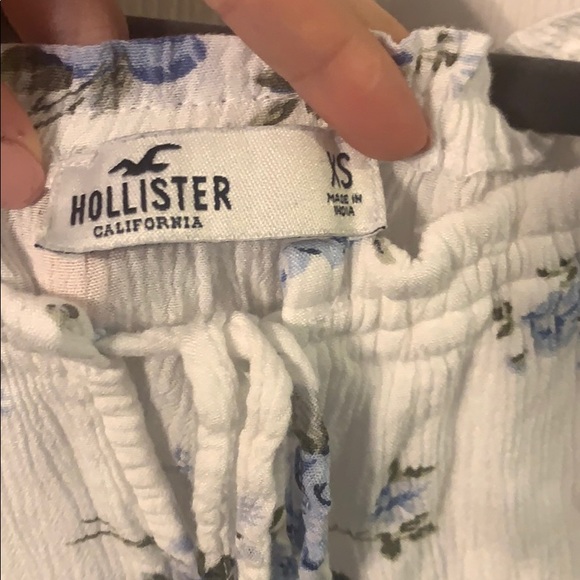 HOLLISTER
CALIFORNIA
XS
MADE IN
INDIA